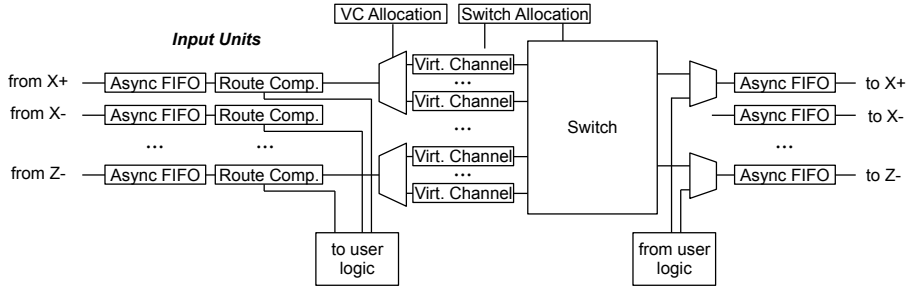 VC Allocation Switch Allocation
Input Units
from X+ Async FIFO Route Comp. Virt. Channel Async FIFO to X+
...
Virt. Channel
from X- Async FIFO Route Comp. Async FIFO to X-
... ... ... Switch ...
Virt. Channel
from Z- Async FIFO Route Comp. ... Async FIFO to Z-
Virt. Channel
to user
logic
from user
logic